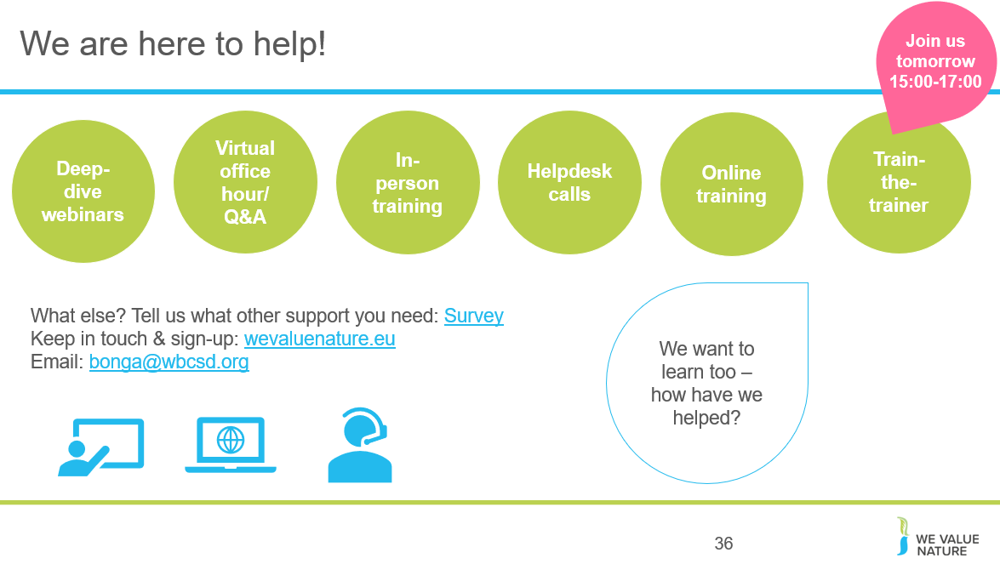 We are here to help!
Join us
tomorrow
15:00-17:00
Deep-
dive
webinars
Virtual
office
hour/
Q&A
In-
person
training
Helpdesk
calls
Online
training
Train-
the-
trainer
What else? Tell us what other support you need: Survey
Keep in touch & sign-up: wevaluenature.eu
Email: bonga@wbcsd.org
We want to
learn too –
how have we
helped?
36
WE VALUE
NATURE